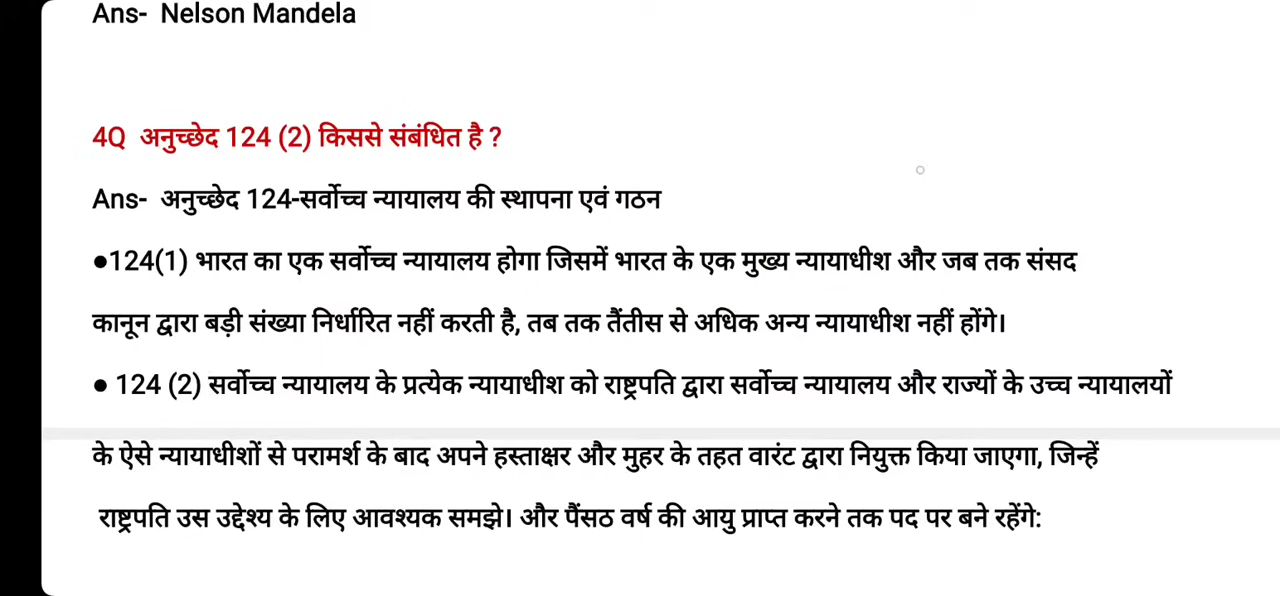 Ans- Nelson Mandela
4Q अनुच्छेद 124 (2) किससे संबंधित है ?
Ans- अनुच्छेद 124-सर्वोच्च न्यायालय की स्थापना एवं गठन
●124(1) भारत का एक सर्वोच्च न्यायालय होगा जिसमें भारत के एक मुख्य न्यायाधीश और जब तक संसद
कानून द्वारा बड़ी संख्या निर्धारित नहीं करती है, तब तक तैंतीस से अधिक अन्य न्यायाधीश नहीं होंगे।
● 124 (2) सर्वोच्च न्यायालय के प्रत्येक न्यायाधीश को राष्ट्रपति द्वारा सर्वोच्च न्यायालय और राज्यों के उच्च न्यायालयों
के ऐसे न्यायाधीशों से परामर्श के बाद अपने हस्ताक्षर और मुहर के तहत वारंट द्वारा नियुक्त किया जाएगा, जिन्हें
राष्ट्रपति उस उद्देश्य के लिए आवश्यक समझे। और पैंसठ वर्ष की आयु प्राप्त करने तक पद पर बने रहेंगे: